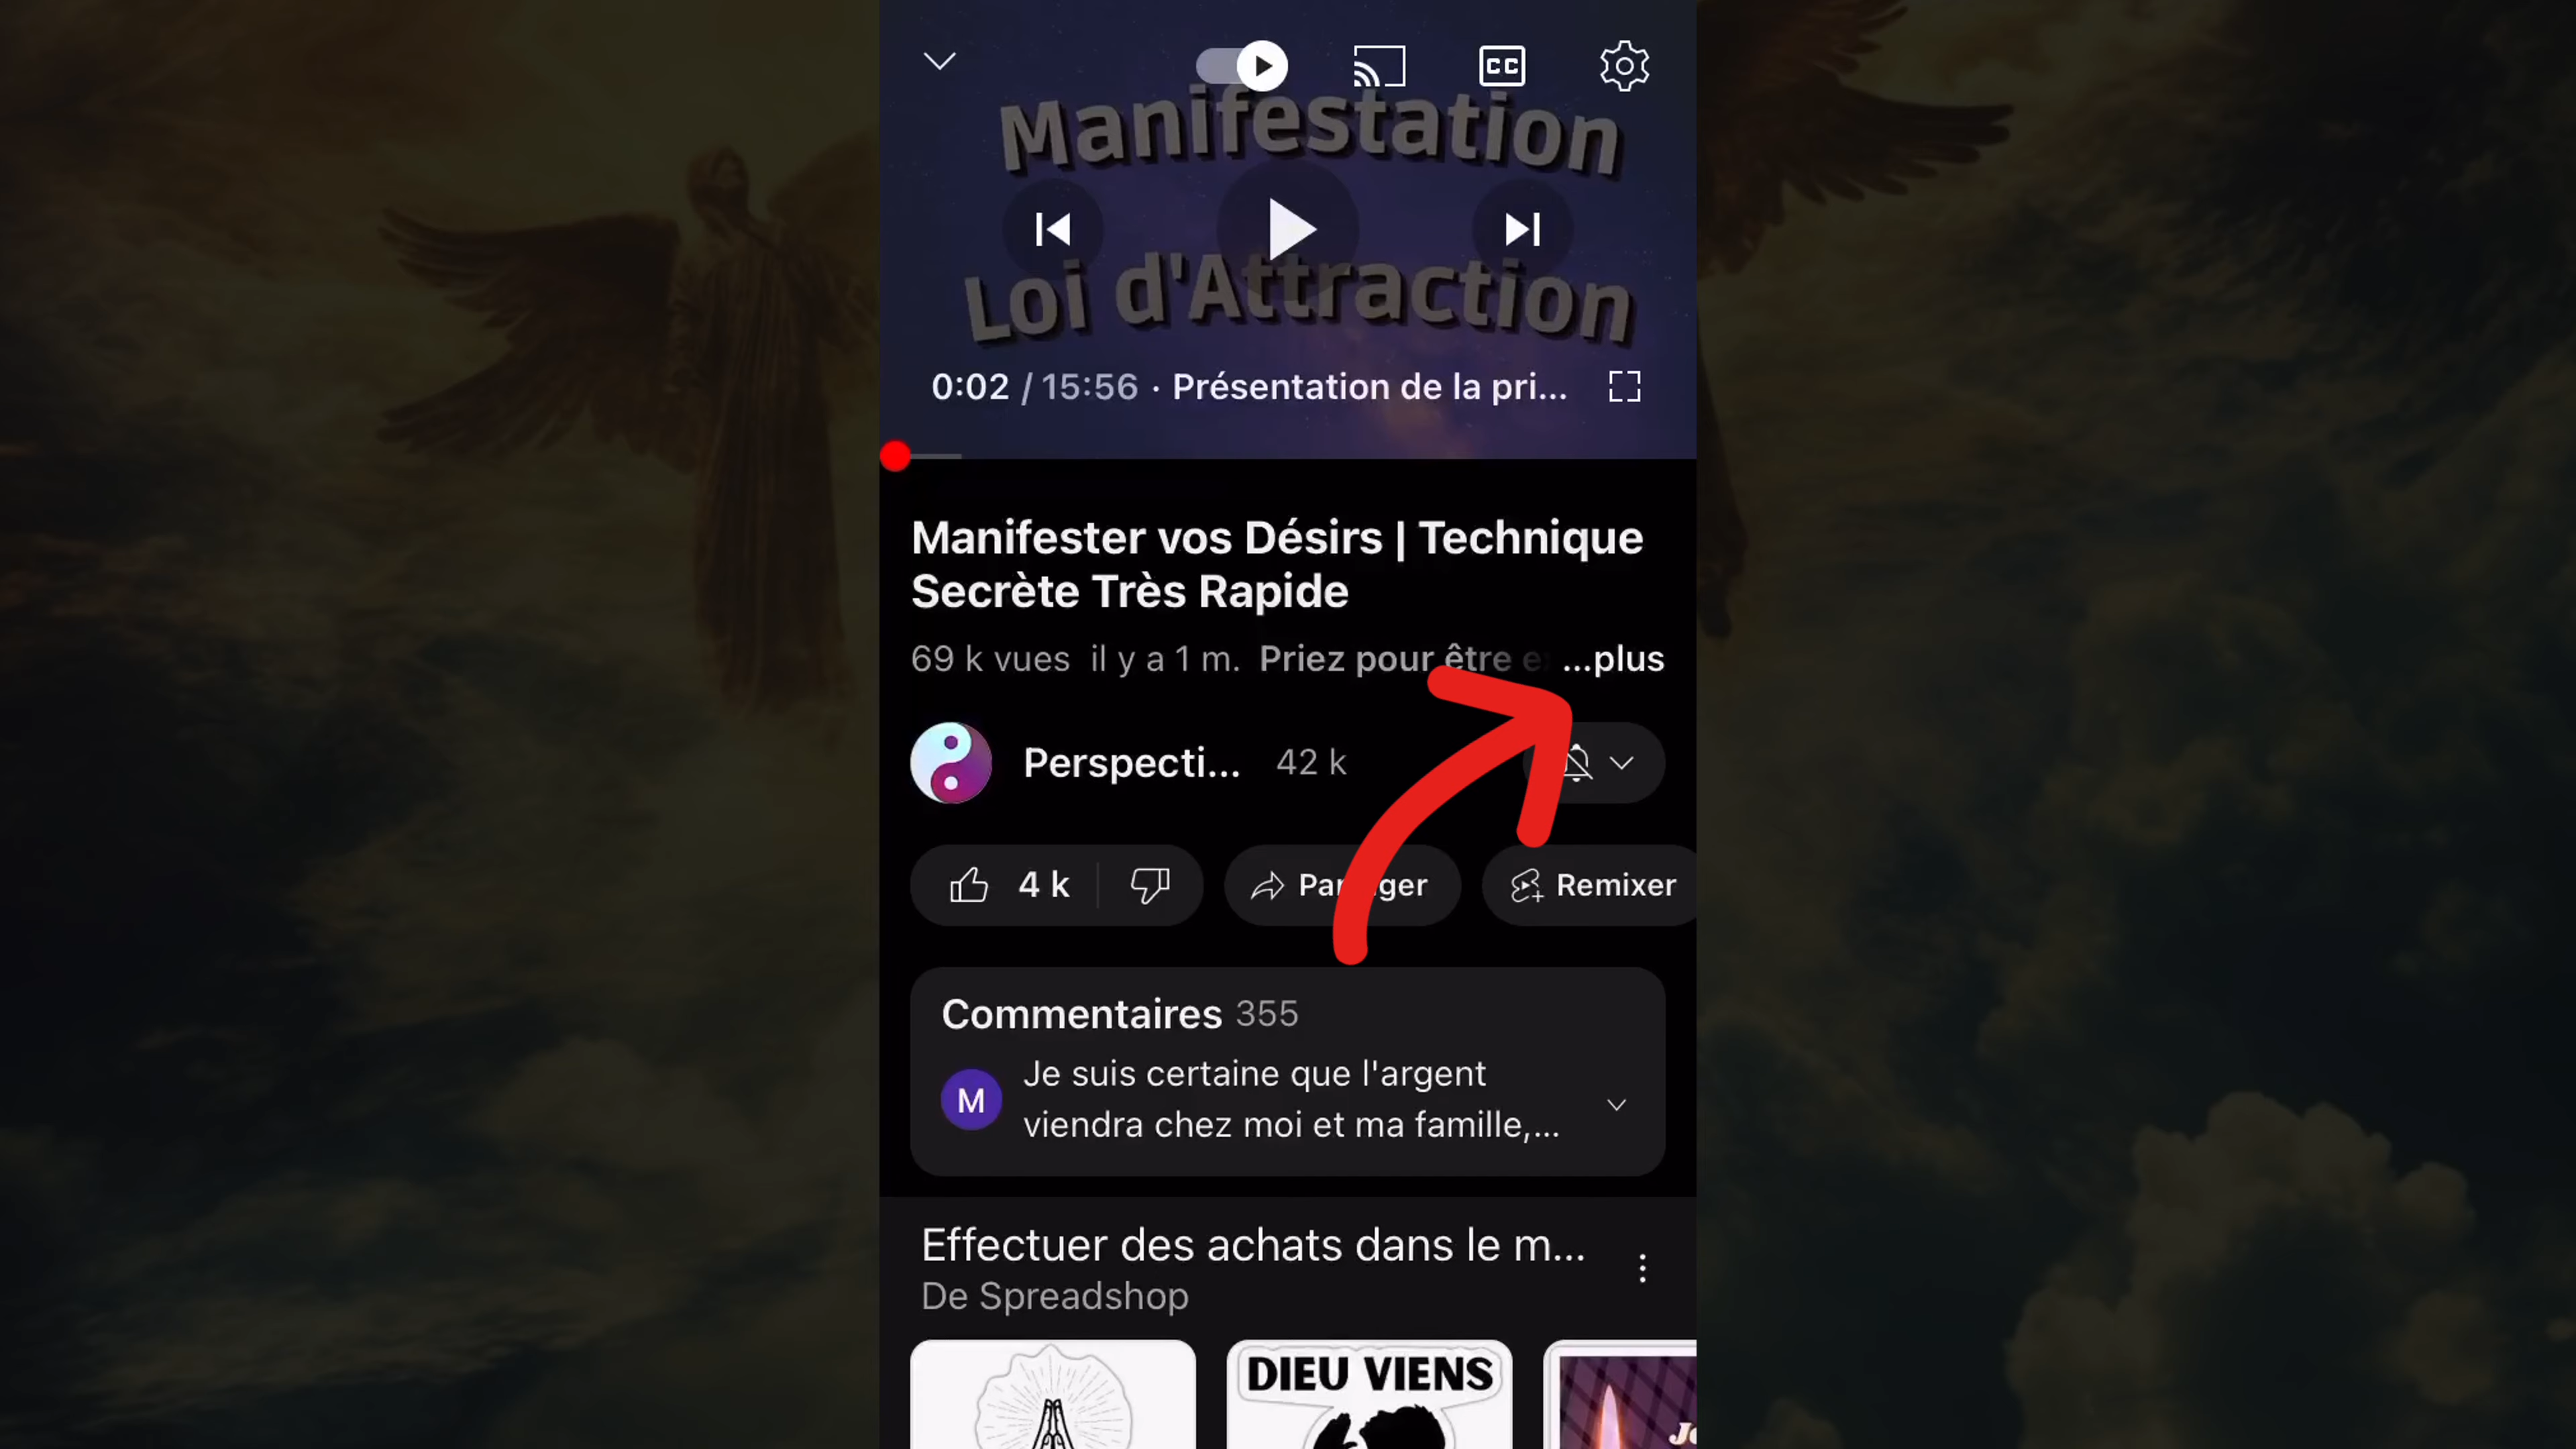 CC
Manifestation
Loi d'Attraction
0:02 / 15:56 · Présentation de la pri...
Manifester vos Désirs | Technique
Secrète Très Rapide
69 k vues il y a 1 m. Priez pour être ...plus
Perspecti... 42 k
4 k Partager Remixer
Commentaires 355
M
Je suis certaine que l'argent
viendra chez moi et ma famille,...
Effectuer des achats dans le m...
De Spreadshop
DIEU VIENS